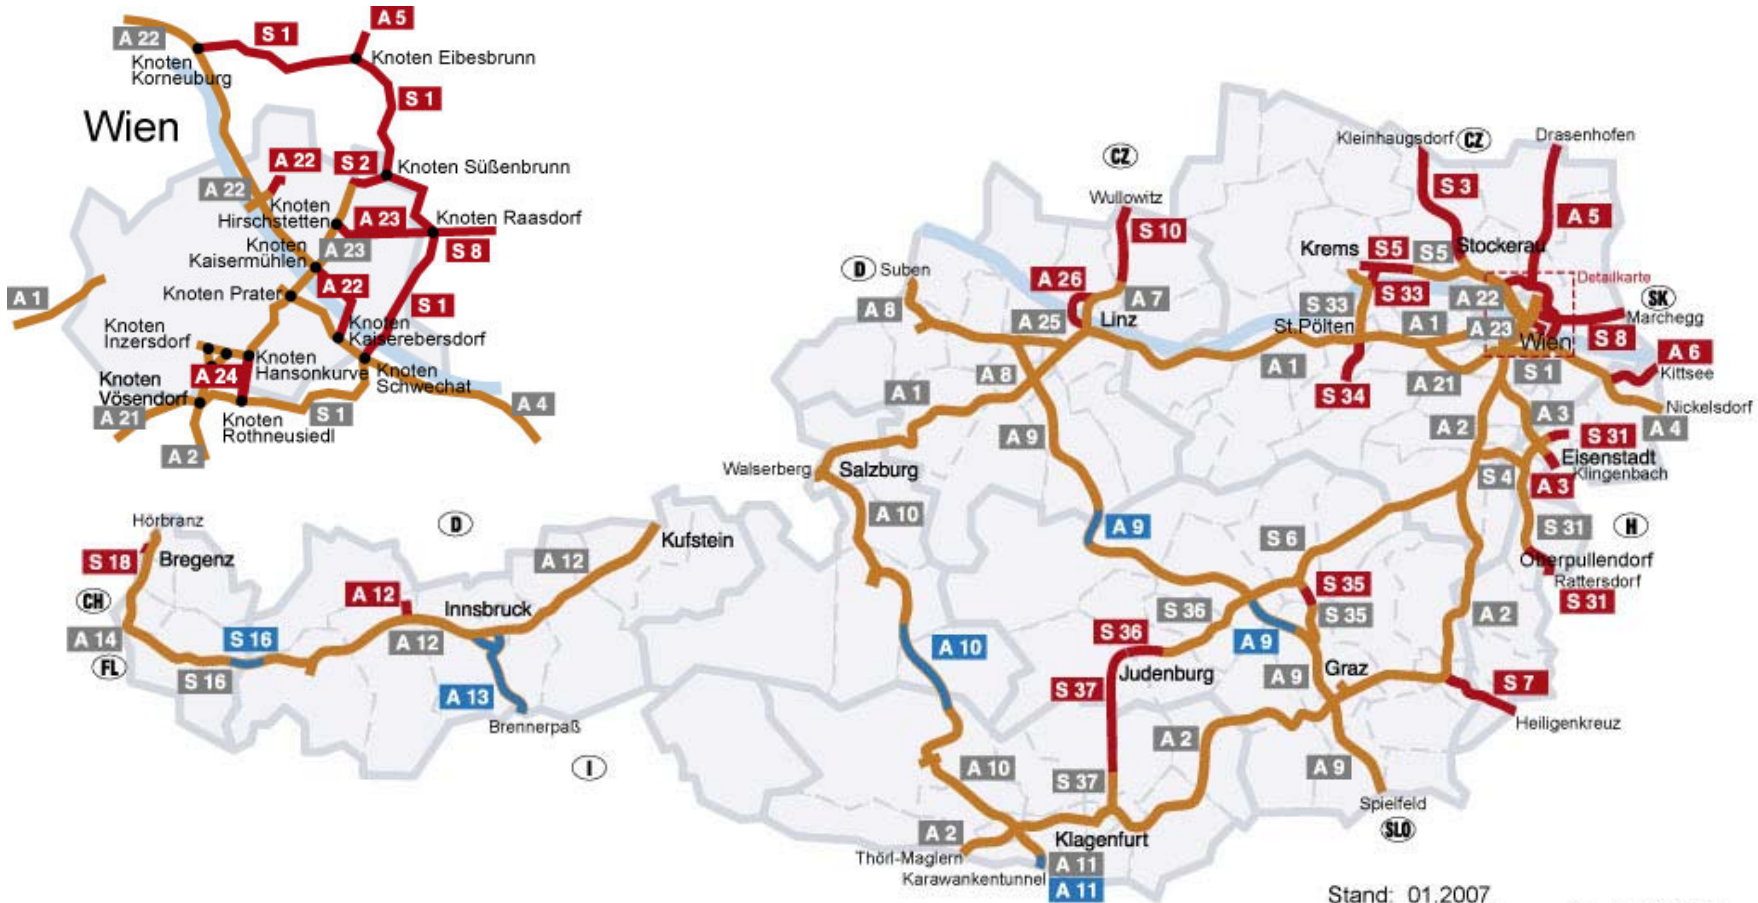 A 22
S 1
A 5
Knoten
Korneuburg
Knoten Eibesbrunn
S 1
Wien
A 22
S 2
Knoten Süßenbrunn
A 22
Knoten
Hirschstetten
A 23
Knoten Raasdorf
Knoten
Kaisermühlen
A 23
S 8
A 22
Knoten Prater
S 1
A 1
Knoten
Inzersdorf
Knoten
Kaiserebersdorf
Knoten
Hansonkurve
A 24
Knoten
Schwechat
Knoten
Vösendorf
A 21
Knoten
Rothneusiedl
S 1
A 4
A 2
Hörbranz
S 18
Bregenz
D
Kufstein
A 12
CH
A 12
Innsbruck
A 14
S 16
A 12
FL
S 16
A 13
Brennerpaß
I
CZ
Kleinhaugsdorf
CZ
Drasenhofen
Wullowitz
S 3
S 10
A 5
Krems
S5
S5
Stockerau
D
Suben
A 26
Detailkarte
A 8
A 7
S 33
S 33
A 22
SK
A 25
Linz
St.Pölten
A 1
A 23
Marchegg
Wien
S 8
A 6
A 8
A 1
A 21
S 1
Kittsee
A 1
S 34
Nickelsdorf
A 9
A 2
A 3
A 4
S 31
Eisenstadt
Walserberg
Salzburg
S 4
Klingenbach
A 3
A 10
A 9
S 6
S 31
H
Oberpullendorf
Rattersdorf
S 35
S 31
S 36
S 35
A 2
S 36
A 9
A 10
Judenburg
Graz
S 37
A 9
S 7
Heiligenkreuz
A 2
A 10
S 37
A 9
Spielfeld
A 2
Klagenfurt
SLO
Thörl-Maglern
A 11
Karawankentunnel
A 11
Stand: 01.2007